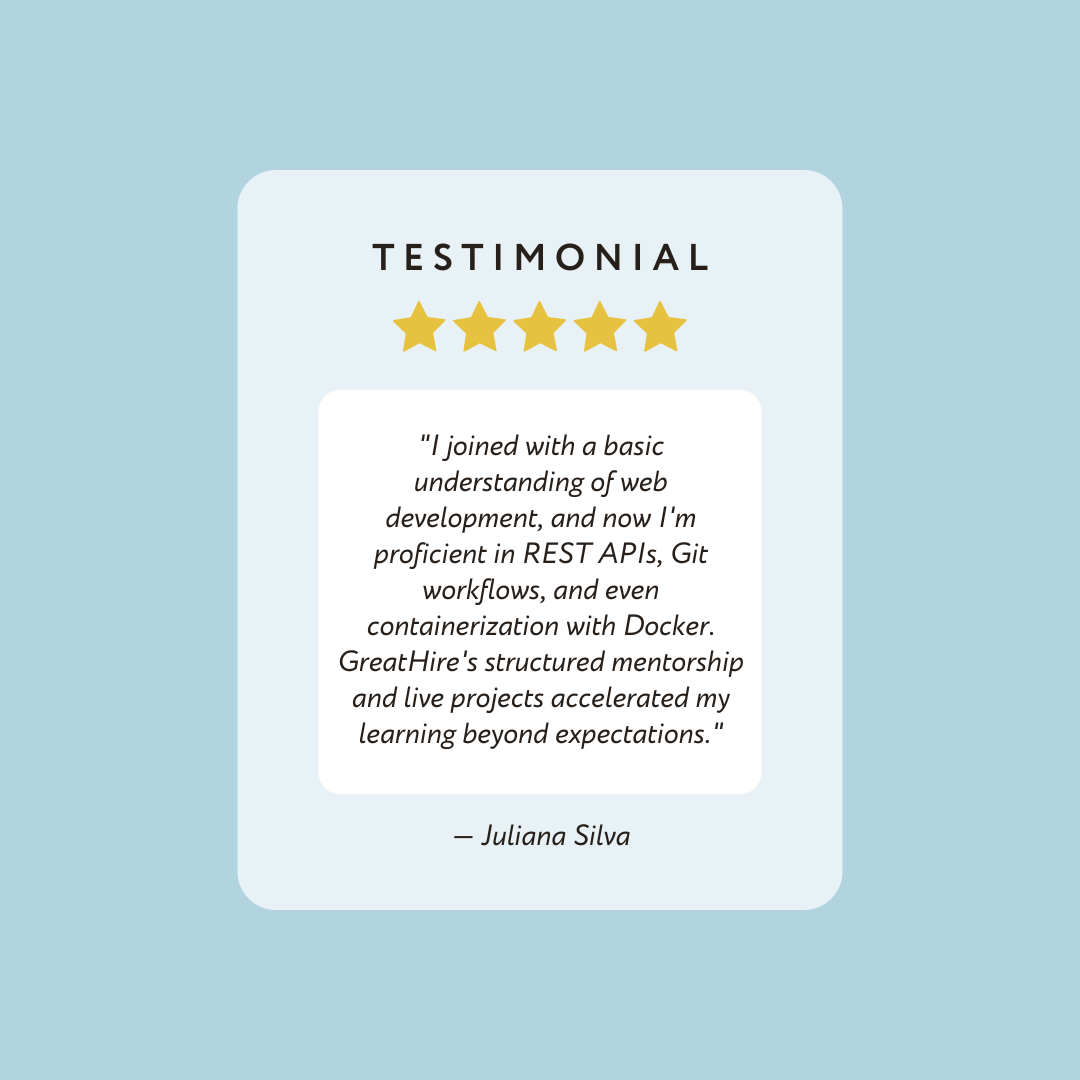 TESTIMONIAL
"I joined with a basic
understanding of web
development, and now I'm
proficient in REST APIs, Git
workflows, and even
containerization with Docker.
GreatHire's structured mentorship
and live projects accelerated my
learning beyond expectations."
— Juliana Silva